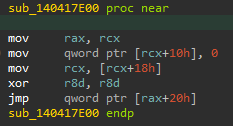 sub_140417E00 proc near
mov rax, rcx
mov qword ptr [rcx+10h], 0
mov rcx, [rcx+18h]
xor r8d, r8d
jmp qword ptr [rax+20h]
sub_140417E00 endp